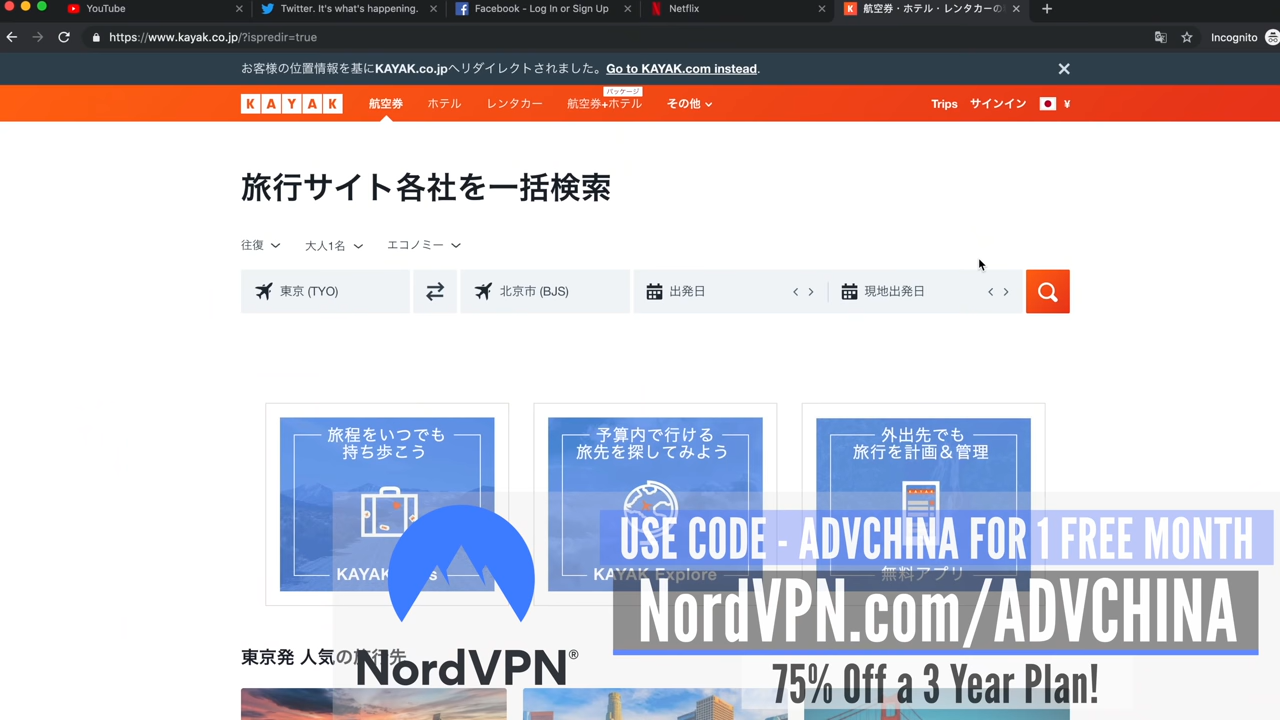 YouTube
Twitter. It's what's happening.
Facebook - Log In or Sign Up
Netflix
航空券・ホテル・レンタカーの
https://www.kayak.co.jp/?ispredir=true
Incognito
お客様の位置情報を基にKAYAK.co.jpへリダイレクトされました。Go to KAYAK.com instead.
KAYAK
航空券
ホテル
レンタカー
パッケージ
航空券+ホテル
その他
Trips
サインイン
¥
旅行サイト各社を一括検索
往復
大人1名
エコノミー
東京 (TYO)
北京市 (BJS)
出発日
現地出発日
旅程をいつでも
持ち歩こう
KAYAK
予算内で行ける
旅先を探してみよう
KAYAK Explore
外出先でも
旅行を計画＆管理
無料アプリ
USE CODE - ADVCHINA FOR 1 FREE MONTH
NordVPN.com/ADVCHINA
75% Off a 3 Year Plan!
東京発 人気の旅行先
NordVPN®